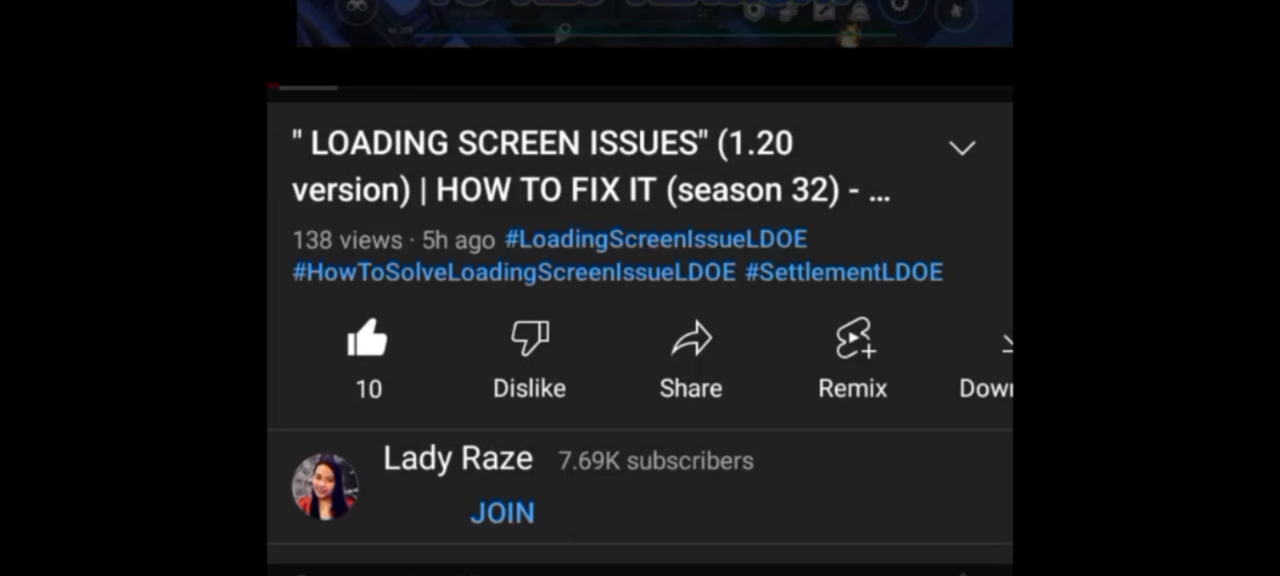 " LOADING SCREEN ISSUES" (1.20
version) | HOW TO FIX IT (season 32) - ...
138 views · 5h ago #LoadingScreenIssueLDOE
#HowToSolveLoadingScreenIssueLDOE #SettlementLDOE
10 Dislike Share Remix Down
Lady Raze 7.69K subscribers
JOIN